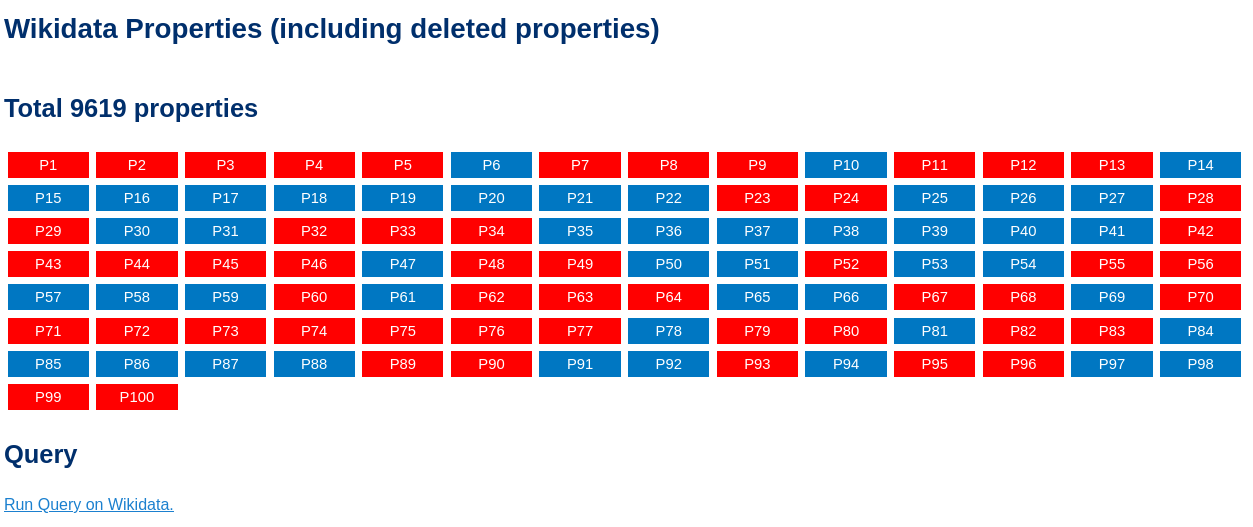 Wikidata Properties (including deleted properties)
Total 9619 properties
P1 P2 P3 P4 P5 P6 P7 P8 P9 P10 P11 P12 P13 P14
P15 P16 P17 P18 P19 P20 P21 P22 P23 P24 P25 P26 P27 P28
P29 P30 P31 P32 P33 P34 P35 P36 P37 P38 P39 P40 P41 P42
P43 P44 P45 P46 P47 P48 P49 P50 P51 P52 P53 P54 P55 P56
P57 P58 P59 P60 P61 P62 P63 P64 P65 P66 P67 P68 P69 P70
P71 P72 P73 P74 P75 P76 P77 P78 P79 P80 P81 P82 P83 P84
P85 P86 P87 P88 P89 P90 P91 P92 P93 P94 P95 P96 P97 P98
P99 P100
Query
Run Query on Wikidata.